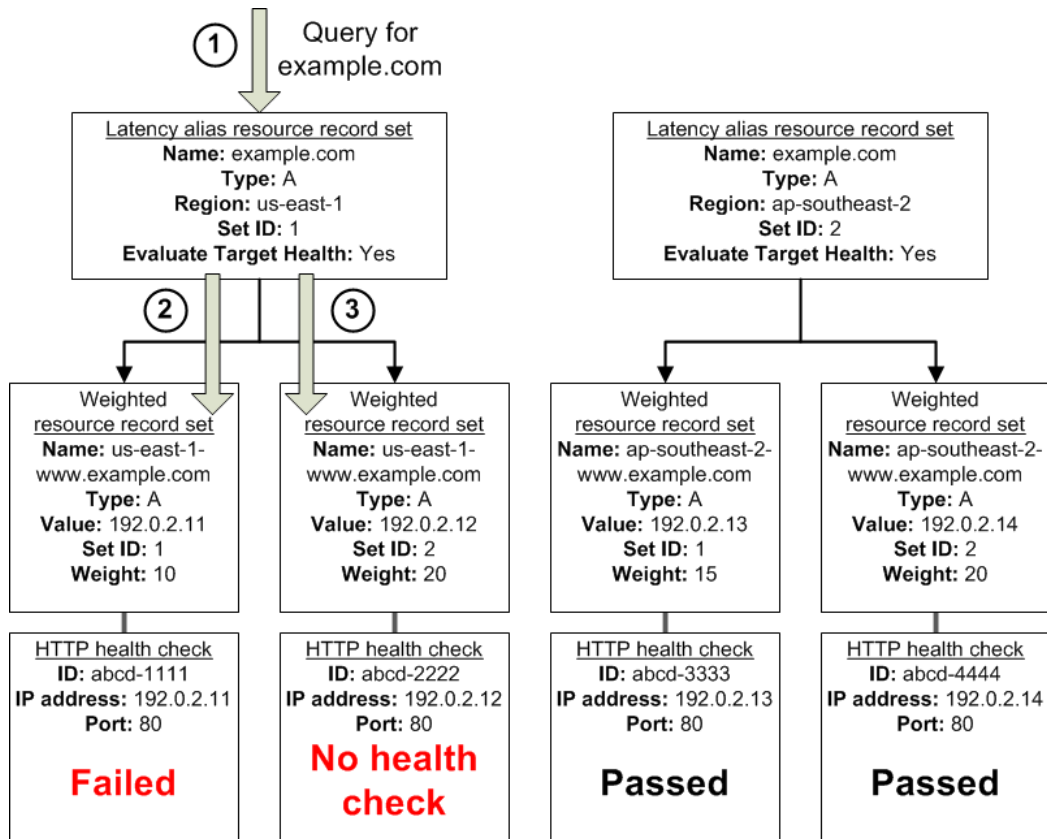 1
Query for
example.com
Latency alias resource record set
Name: example.com
Type: A
Region: us-east-1
Set ID: 1
Evaluate Target Health: Yes
Latency alias resource record set
Name: example.com
Type: A
Region: ap-southeast-2
Set ID: 2
Evaluate Target Health: Yes
2
3
Weighted
resource record set
Name: us-east-1-
www.example.com
Type: A
Value: 192.0.2.11
Set ID: 1
Weight: 10
Weighted
resource record set
Name: us-east-1-
www.example.com
Type: A
Value: 192.0.2.12
Set ID: 2
Weight: 20
Weighted
resource record set
Name: ap-southeast-2-
www.example.com
Type: A
Value: 192.0.2.13
Set ID: 1
Weight: 15
Weighted
resource record set
Name: ap-southeast-2-
www.example.com
Type: A
Value: 192.0.2.14
Set ID: 2
Weight: 20
HTTP health check
ID: abcd-1111
IP address: 192.0.2.11
Port: 80
Failed
HTTP health check
ID: abcd-2222
IP address: 192.0.2.12
Port: 80
No health
check
HTTP health check
ID: abcd-3333
IP address: 192.0.2.13
Port: 80
Passed
HTTP health check
ID: abcd-4444
IP address: 192.0.2.14
Port: 80
Passed